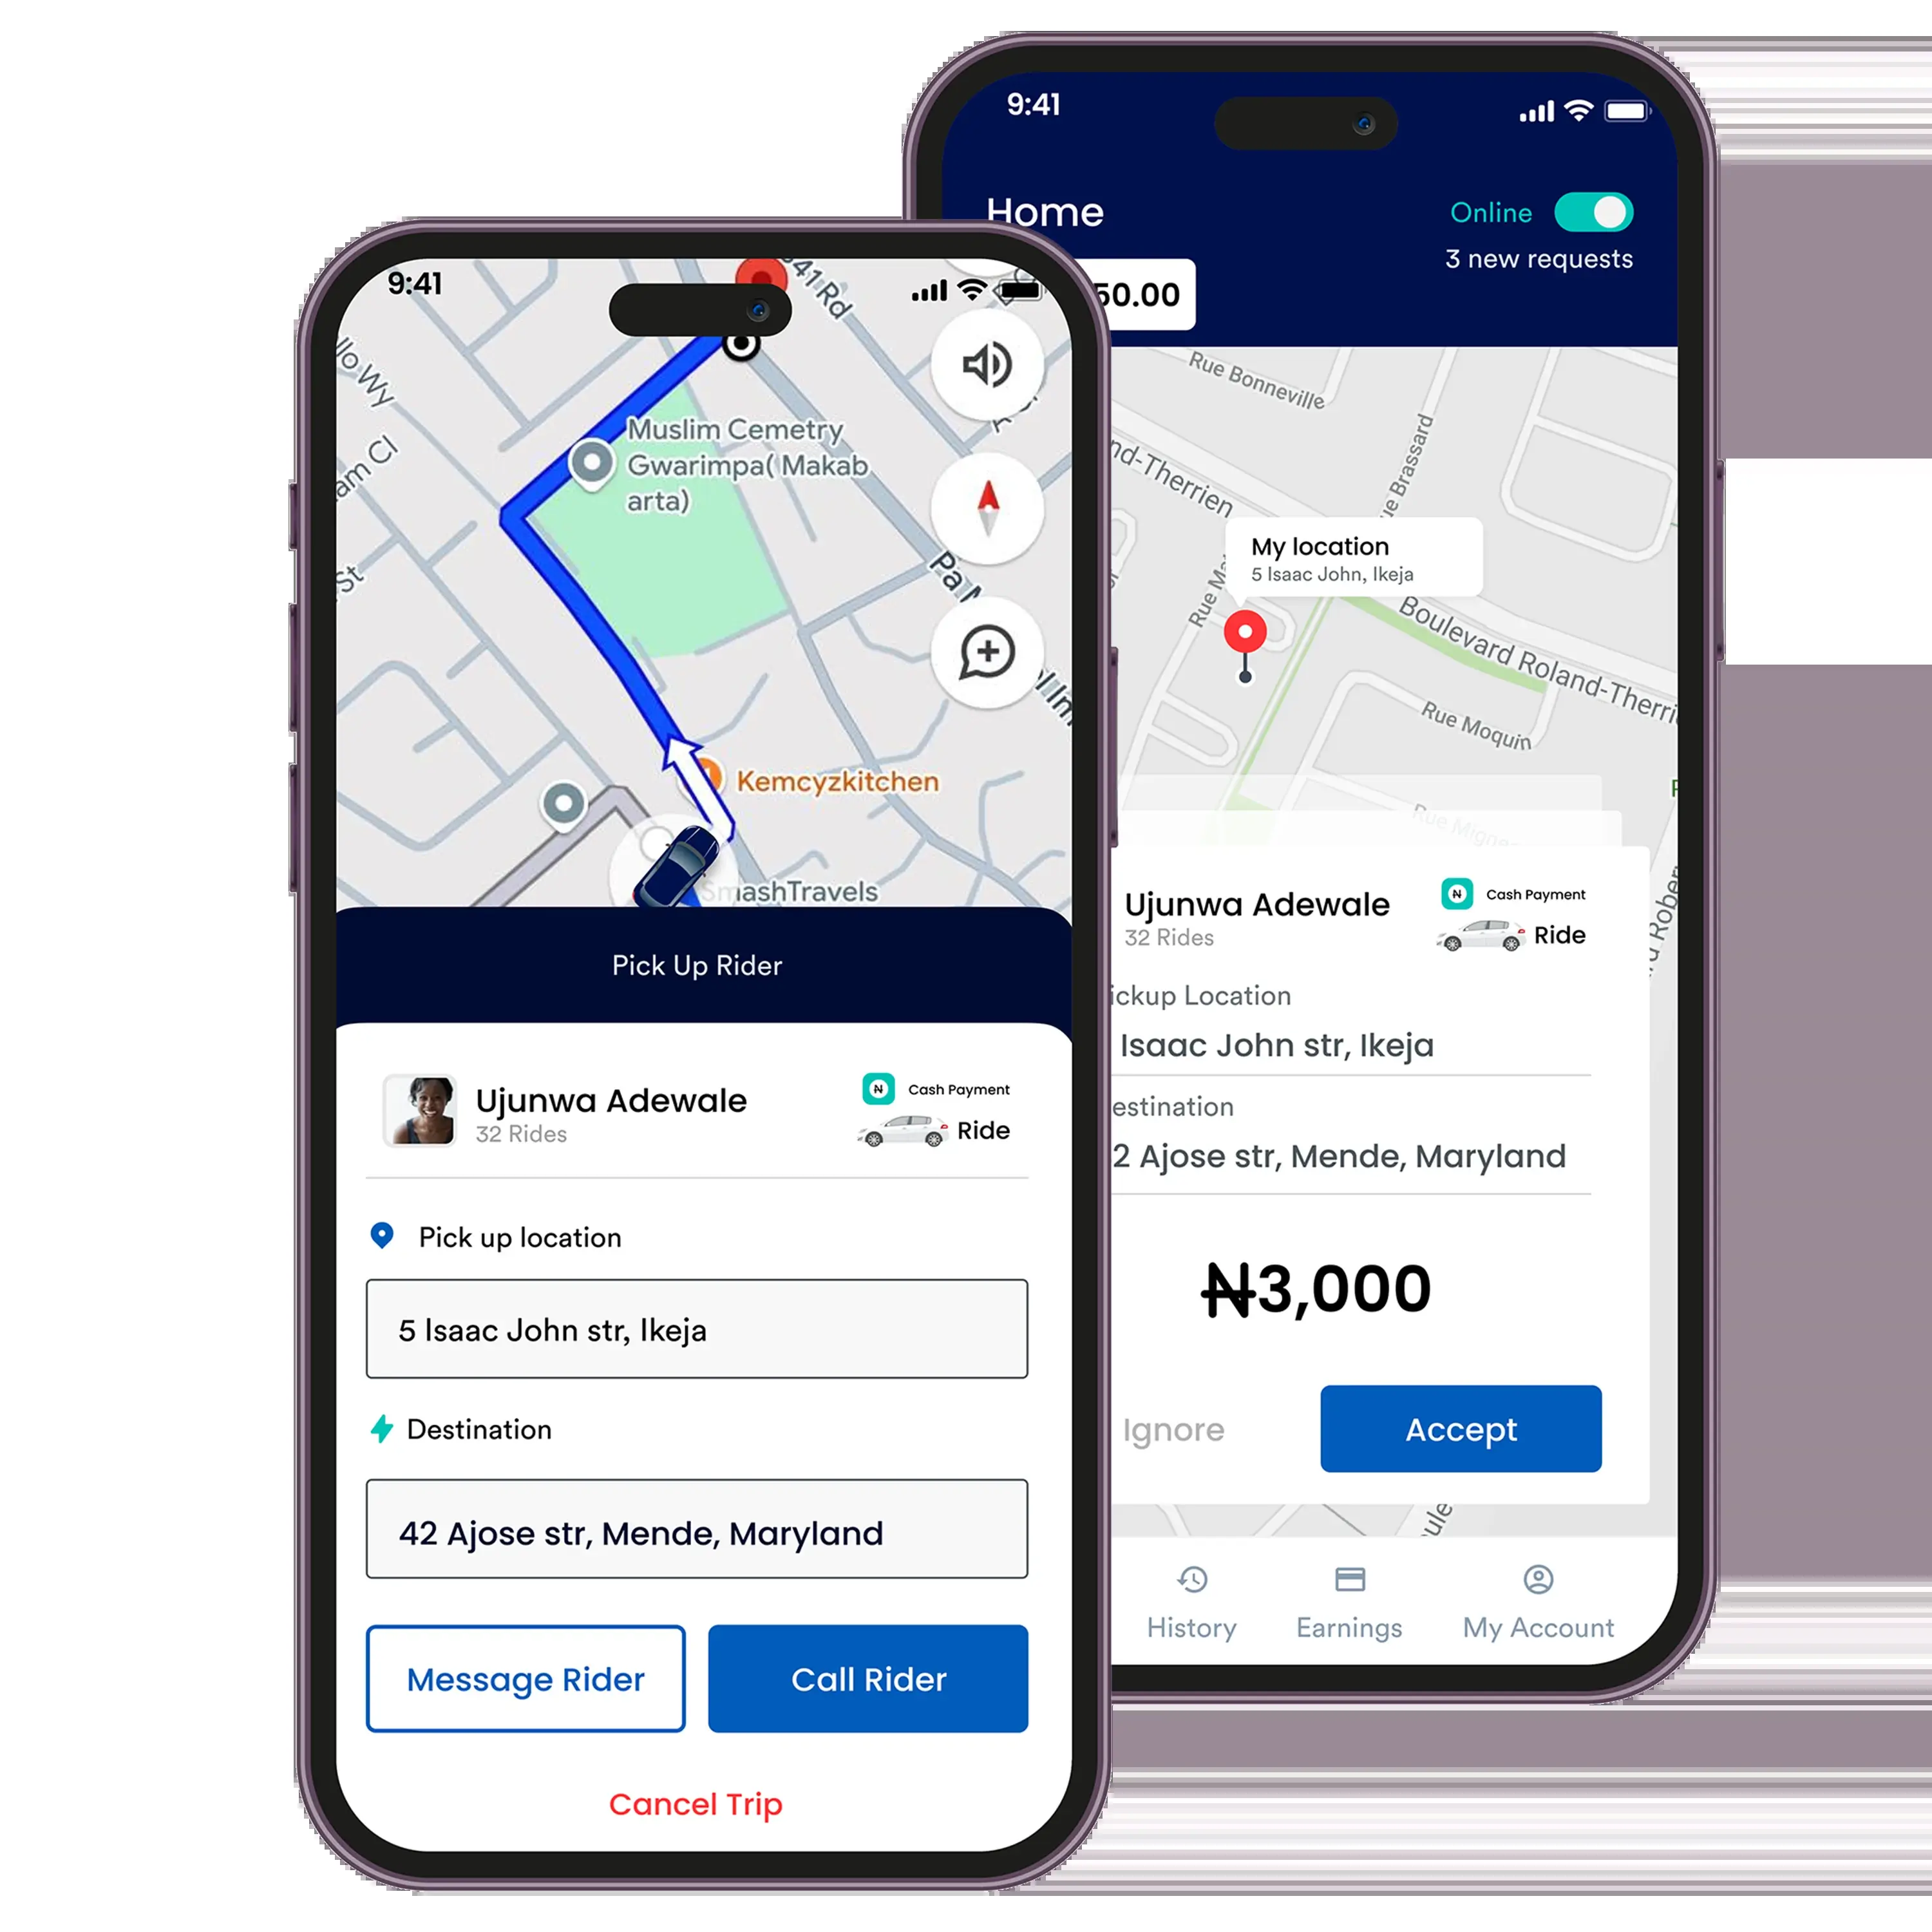 9:41
Home
Online
3 new requests
50.00
Rue Bonneville
Rue Brassard
nd-Therrien
My location
5 Isaac John, Ikeja
Boulevard Roland-Therri
Rue Moquin
Ujunwa Adewale
32 Rides
Cash Payment
Ride
ickup Location
Isaac John str, Ikeja
estination
2 Ajose str, Mende, Maryland
₦3,000
Ignore
Accept
History
Earnings
My Account
9:41
341 Rd
llo Wy
am Cl
St
Muslim Cemetry
Gwarimpa( Makab
arta)
Pa
Kemcyzkitchen
SmashTravels
Pick Up Rider
Ujunwa Adewale
32 Rides
Cash Payment
Ride
Pick up location
5 Isaac John str, Ikeja
Destination
42 Ajose str, Mende, Maryland
Message Rider
Call Rider
Cancel Trip